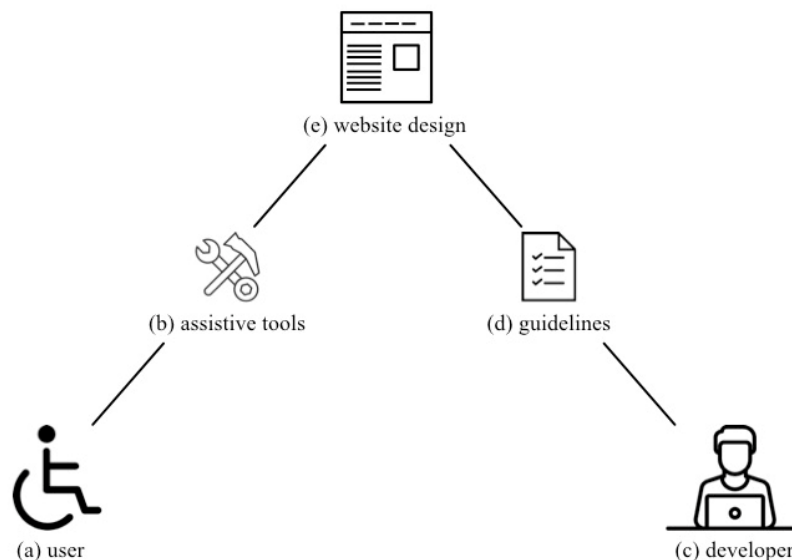 (e) website design
(b) assistive tools
(d) guidelines
(a) user
(c) developer